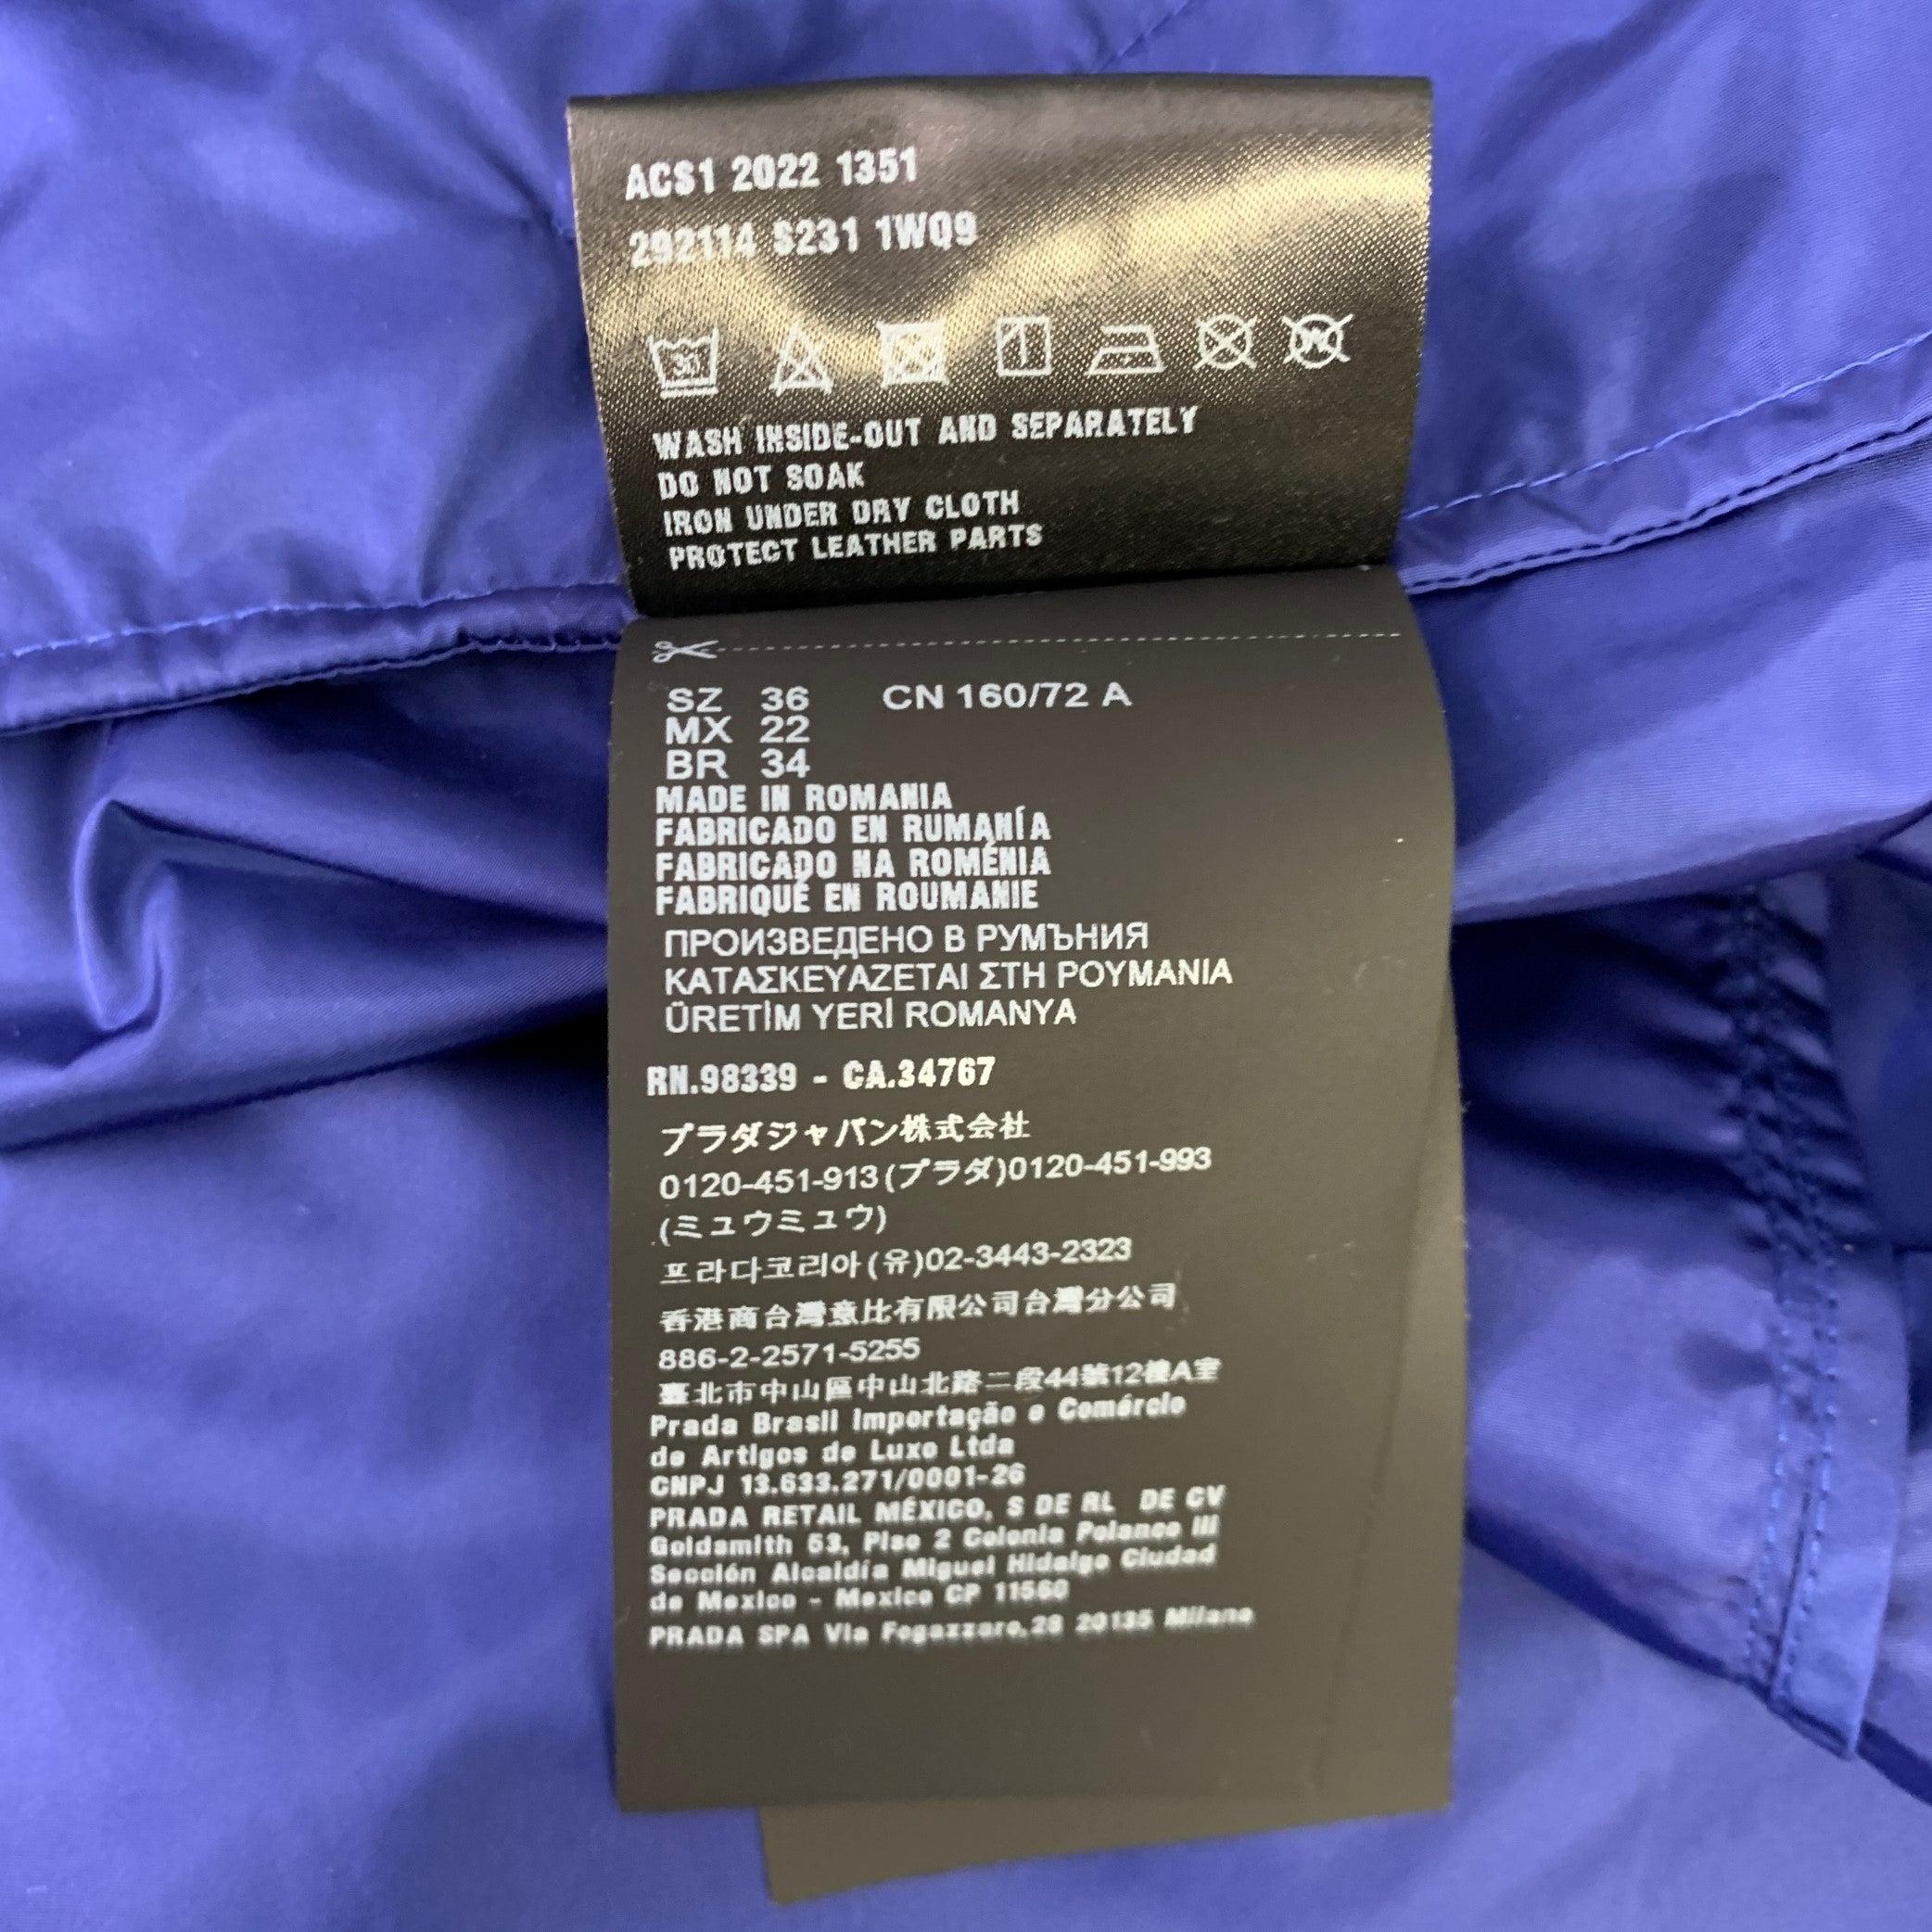 ACS1 2022 1351
292114 S231 1WQ9
30
WASH INSIDE-OUT AND SEPARATELY
DO NOT SOAK
IRON UNDER DRY CLOTH
PROTECT LEATHER PARTS
SZ 36 CN 160/72 A
MX 22
BR 34
MADE IN ROMANIA
FABRICADO EN RUMANÍA
FABRICADO NA ROMÉNIA
FABRIQUÉ EN ROUMANIE
ПРОИЗВЕДЕНО В РУМЪНИЯ
ΚΑΤΑΣΚΕΥΑΖΕΤΑΙ ΣΤΗ ΡΟΥΜΑΝΙΑ
ÜRETİM YERİ ROMANYA
RN.98339 - CA.34767
プラダジャパン株式会社
0120-451-913(プラダ)0120-451-993
(ミュウミュウ)
프라다코리아(유)02-3443-2323
香港商台灣意比有限公司台灣分公司
886-2-2571-5255
臺北市中山區中山北路二段44號12樓A室
Prada Brasil Importação e Comércio
de Artigos de Luxo Ltda
CNPJ 13.633.271/0001-26
PRADA RETAIL MÉXICO, S DE RL DE CV
Goldsmith 53, Piso 2 Colonia Polanco III
Sección Alcaldía Miguel Hidalgo Ciudad
de Mexico - Mexico CP 11560
PRADA SPA Via Fogazzaro,28 20135 Milano